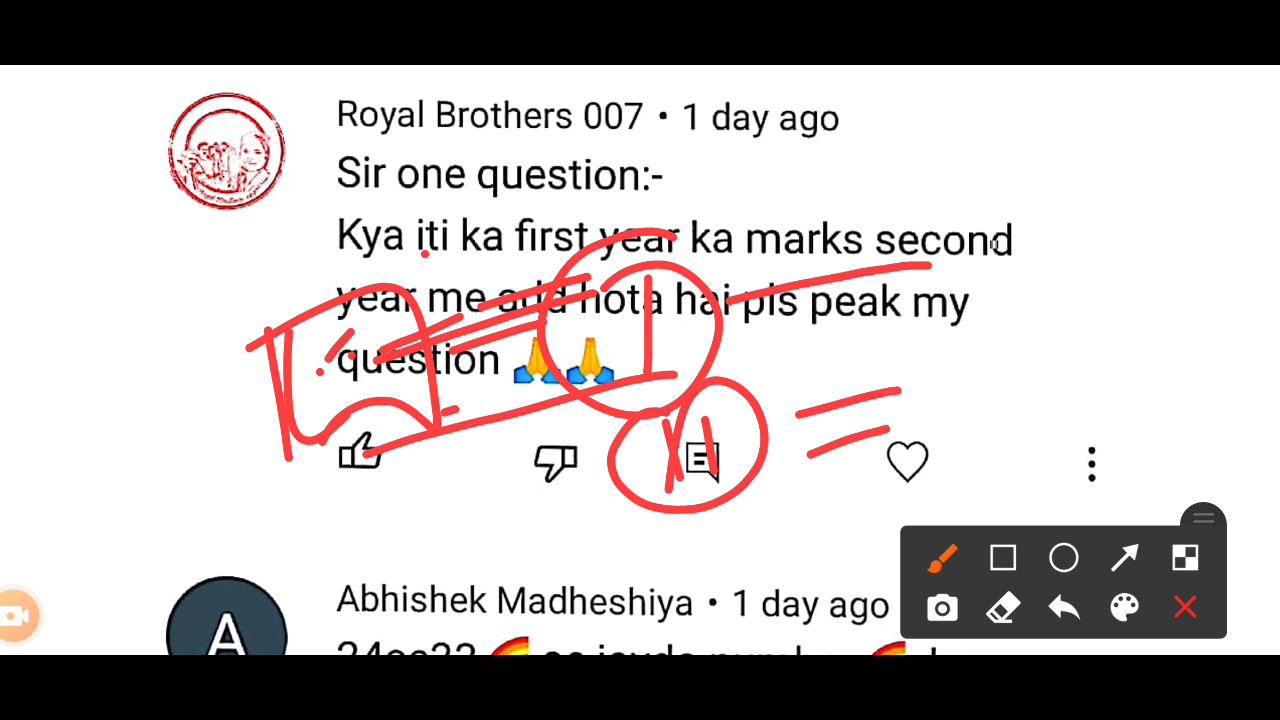 Royal Brothers 007 • 1 day ago
Sir one question:-
Kya iti ka first year ka marks second
year me add hota hai pls peak my
question 🙏🙏
A
Abhishek Madheshiya • 1 day ago